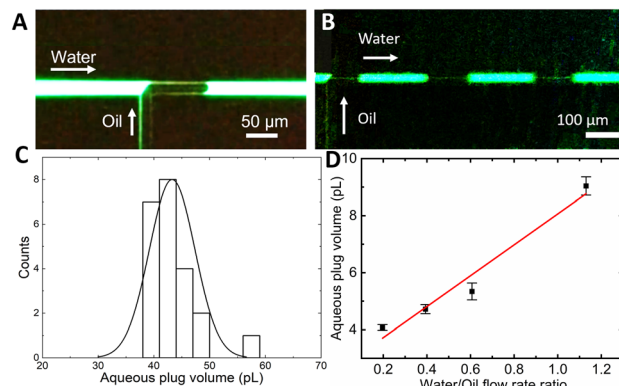 A
Water
Oil
50 µm
B
Water
Oil
100 µm
C
8
6
4
2
0
Counts
20
30
40
50
60
70
Aqueous plug volume (pL)
D
10
8
6
4
Aqueous plug volume (pL)
0.2
0.4
0.6
0.8
1.0
1.2
Water/Oil flow rate ratio